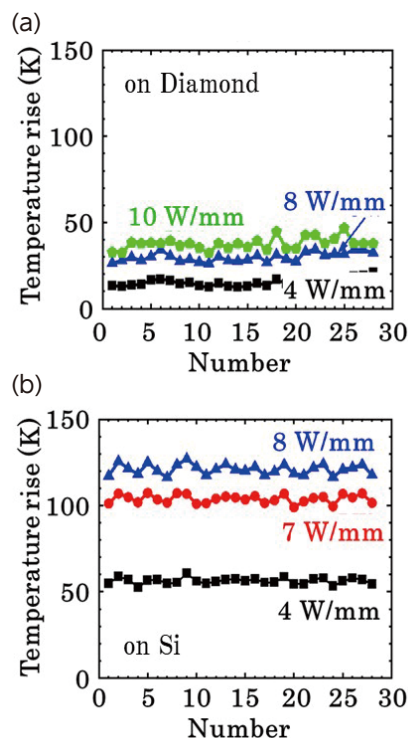 (a)
150
on Diamond
100
10 W/mm
8 W/mm
50
4 W/mm
0
0 5 10 15 20 25 30
Number
Temperature rise (K)
(b)
150
8 W/mm
100
7 W/mm
50
4 W/mm
on Si
0
0 5 10 15 20 25 30
Number
Temperature rise (K)